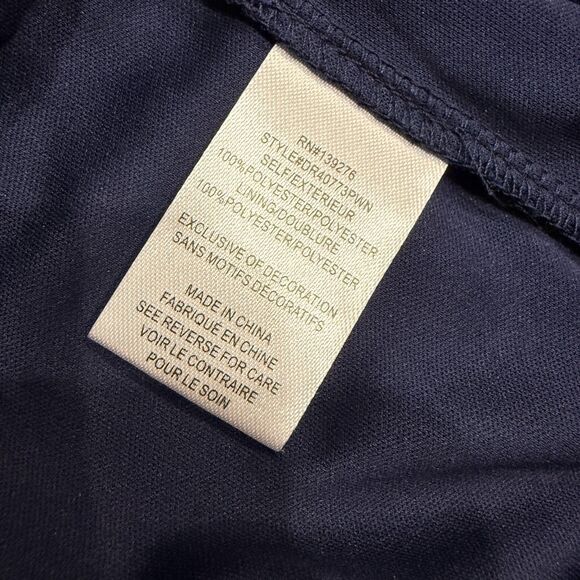 RN#139276
STYLE#DR40773PWN
SELF/EXTÉRIEUR
100%POLYESTER/POLYESTER
LINING/DOUBLURE
100%POLYESTER/POLYESTER
EXCLUSIVE OF DECORATION
SANS MOTIFS DÉCORATIFS
MADE IN CHINA
FABRIQUÉ EN CHINE
SEE REVERSE FOR CARE
VOIR LE CONTRAIRE
POUR LE SOIN